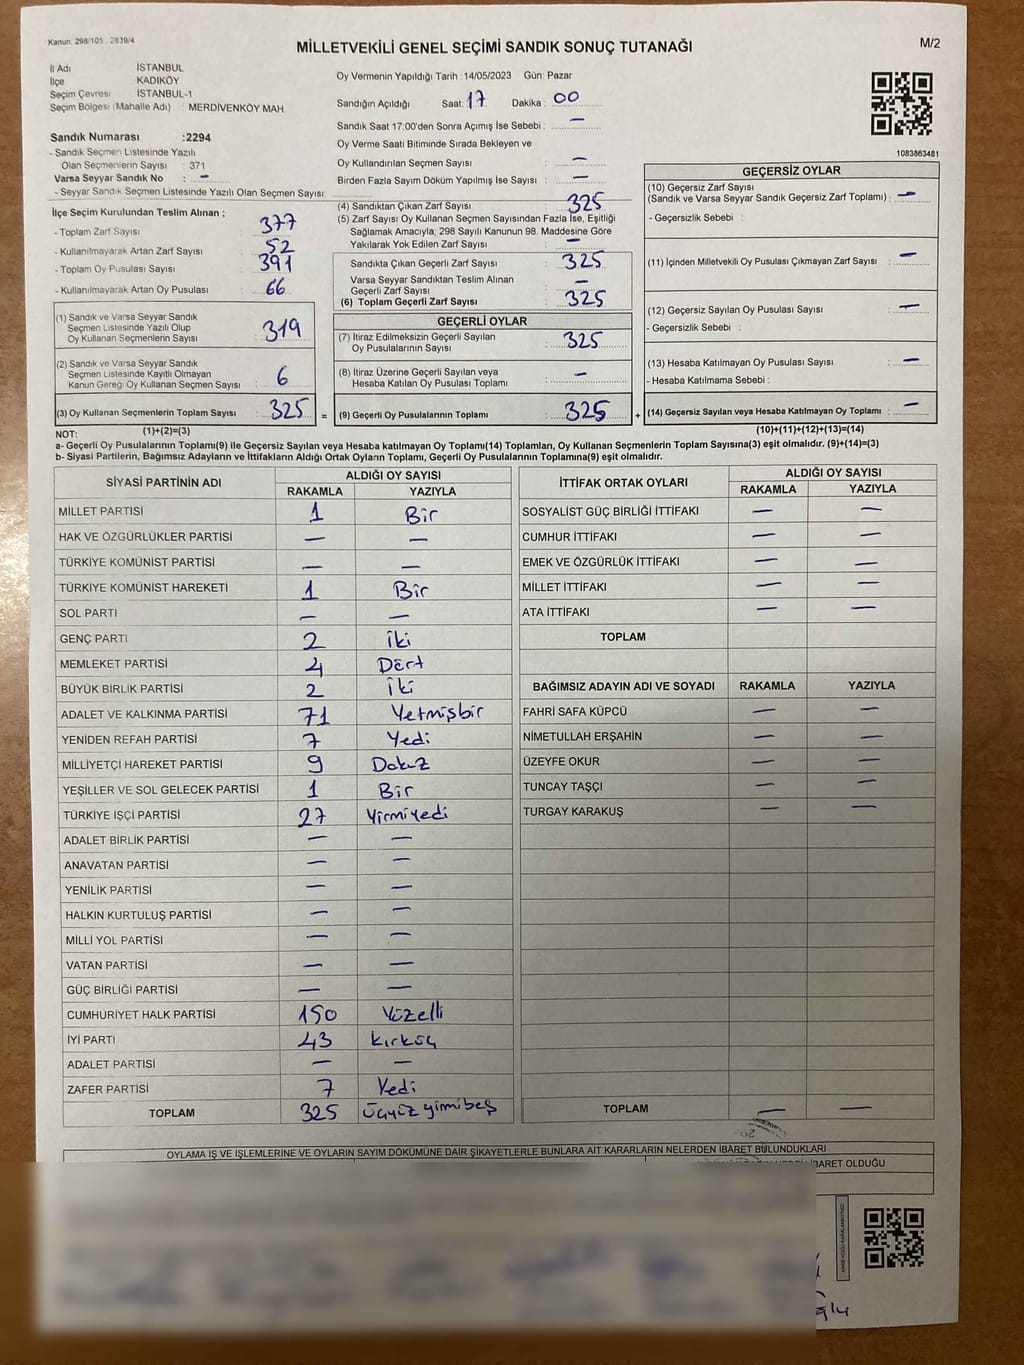 Kanun: 298/105 , 2839/4
MİLLETVEKİLİ GENEL SEÇİMİ SANDIK SONUÇ TUTANAĞI
M/2
İl Adı : İSTANBUL
İlçe : KADIKÖY
Seçim Çevresi : İSTANBUL-1
Seçim Bölgesi (Mahalle Adı) : MERDİVENKÖY MAH.
Sandık Numarası :2294
- Sandık Seçmen Listesinde Yazılı
Olan Seçmenlerin Sayısı : 371
Varsa Seyyar Sandık No : —
- Seyyar Sandık Seçmen Listesinde Yazılı Olan Seçmen Sayısı:
Oy Vermenin Yapıldığı Tarih :14/05/2023 Gün: Pazar
Sandığın Açıldığı Saat: 17 Dakika : 00
Sandık Saat 17:00'den Sonra Açımış İse Sebebi : —
Oy Verme Saati Bitiminde Sırada Bekleyen ve
Oy Kullandırılan Seçmen Sayısı : —
Birden Fazla Sayım Döküm Yapılmış İse Sayısı : —
1083863481
İlçe Seçim Kurulundan Teslim Alınan ;
- Toplam Zarf Sayısı : 377
- Kullanılmayarak Artan Zarf Sayısı : 52
- Toplam Oy Pusulası Sayısı : 391
- Kullanılmayarak Artan Oy Pusulası : 66
(1) Sandık ve Varsa Seyyar Sandık
Seçmen Listesinde Yazılı Olup
Oy Kullanan Seçmenlerin Sayısı : 319
(2) Sandık ve Varsa Seyyar Sandık
Seçmen Listesinde Kayıtlı Olmayan
Kanun Gereği Oy Kullanan Seçmen Sayısı : 6
(3) Oy Kullanan Seçmenlerin Toplam Sayısı : 325 =
(1)+(2)=(3)
(4) Sandıktan Çıkan Zarf Sayısı : 325
(5) Zarf Sayısı Oy Kullanan Seçmen Sayısından Fazla İse, Eşitliği
Sağlamak Amacıyla; 298 Sayılı Kanunun 98. Maddesine Göre
Yakılarak Yok Edilen Zarf Sayısı : —
Sandıkta Çıkan Geçerli Zarf Sayısı : 325
Varsa Seyyar Sandıktan Teslim Alınan
Geçerli Zarf Sayısı : —
(6) Toplam Geçerli Zarf Sayısı : 325
GEÇERLİ OYLAR
(7) İtiraz Edilmeksizin Geçerli Sayılan
Oy Pusulalarının Sayısı : 325
(8) İtiraz Üzerine Geçerli Sayılan veya
Hesaba Katılan Oy Pusulası Toplamı : —
(9) Geçerli Oy Pusulalarının Toplamı : 325 +
GEÇERSİZ OYLAR
(10) Geçersiz Zarf Sayısı
(Sandık ve Varsa Seyyar Sandık Geçersiz Zarf Toplamı) : —
- Geçersizlik Sebebi :
(11) İçinden Milletvekili Oy Pusulası Çıkmayan Zarf Sayısı : —
(12) Geçersiz Sayılan Oy Pusulası Sayısı : —
- Geçersizlik Sebebi :
(13) Hesaba Katılmayan Oy Pusulası Sayısı : —
- Hesaba Katılmama Sebebi :
(14) Geçersiz Sayılan veya Hesaba Katılmayan Oy Toplamı : —
(10)+(11)+(12)+(13)=(14)
NOT:
a- Geçerli Oy Pusulalarının Toplamı(9) ile Geçersiz Sayılan veya Hesaba katılmayan Oy Toplamı(14) Toplamları, Oy Kullanan Seçmenlerin Toplam Sayısına(3) eşit olmalıdır. (9)+(14)=(3)
b- Siyasi Partilerin, Bağımsız Adayların ve İttifakların Aldığı Ortak Oyların Toplamı, Geçerli Oy Pusulalarının Toplamına(9) eşit olmalıdır.
SİYASİ PARTİNİN ADI ALDIĞI OY SAYISI
RAKAMLA YAZIYLA
MİLLET PARTİSİ 1 Bir
HAK VE ÖZGÜRLÜKLER PARTİSİ — —
TÜRKİYE KOMÜNİST PARTİSİ — —
TÜRKİYE KOMÜNİST HAREKETİ 1 Bir
SOL PARTİ — —
GENÇ PARTİ 2 İki
MEMLEKET PARTİSİ 4 Dört
BÜYÜK BİRLİK PARTİSİ 2 İki
ADALET VE KALKINMA PARTİSİ 71 Yetmişbir
YENİDEN REFAH PARTİSİ 7 Yedi
MİLLİYETÇİ HAREKET PARTİSİ 9 Dokuz
YEŞİLLER VE SOL GELECEK PARTİSİ 1 Bir
TÜRKİYE İŞÇİ PARTİSİ 27 Yirmiyedi
ADALET BİRLİK PARTİSİ — —
ANAVATAN PARTİSİ — —
YENİLİK PARTİSİ — —
HALKIN KURTULUŞ PARTİSİ — —
MİLLİ YOL PARTİSİ — —
VATAN PARTİSİ — —
GÜÇ BİRLİĞİ PARTİSİ — —
CUMHURİYET HALK PARTİSİ 150 Yüzelli
İYİ PARTİ 43 Kırküç
ADALET PARTİSİ — —
ZAFER PARTİSİ 7 Yedi
TOPLAM 325 Üçyüz yirmibeş
İTTİFAK ORTAK OYLARI ALDIĞI OY SAYISI
RAKAMLA YAZIYLA
SOSYALİST GÜÇ BİRLİĞİ İTTİFAKI — —
CUMHUR İTTİFAKI — —
EMEK VE ÖZGÜRLÜK İTTİFAKI — —
MİLLET İTTİFAKI — —
ATA İTTİFAKI — —
TOPLAM
BAĞIMSIZ ADAYIN ADI VE SOYADI RAKAMLA YAZIYLA
FAHRİ SAFA KÜPCÜ — —
NİMETULLAH ERŞAHİN — —
ÜZEYFE OKUR — —
TUNCAY TAŞÇI — —
TURGAY KARAKUŞ — —
TOPLAM — —
OYLAMA İŞ VE İŞLEMLERİNE VE OYLARIN SAYIM DÖKÜMÜNE DAİR ŞİKAYETLERLE BUNLARA AİT KARARLARIN NELERDEN İBARET BULUNDUKLARI
İBARET OLDUĞU